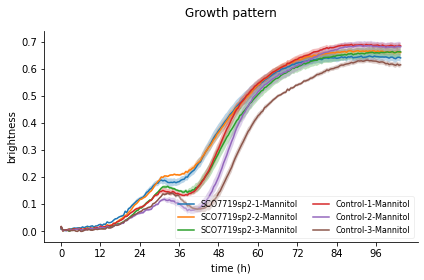 Growth pattern
brightness
0.7
0.6
0.5
0.4
0.3
0.2
0.1
0.0
SCO7719sp2-1-Mannitol
SCO7719sp2-2-Mannitol
SCO7719sp2-3-Mannitol
Control-1-Mannitol
Control-2-Mannitol
Control-3-Mannitol
0 12 24 36 48 60 72 84 96
time (h)